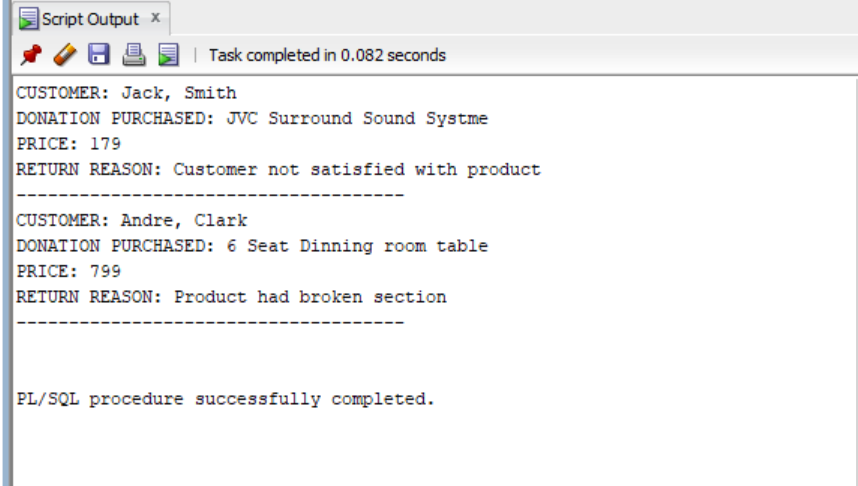 Script Output x
Task completed in 0.082 seconds
CUSTOMER: Jack, Smith
DONATION PURCHASED: JVC Surround Sound Systme
PRICE: 179
RETURN REASON: Customer not satisfied with product
-------------------------------------
CUSTOMER: Andre, Clark
DONATION PURCHASED: 6 Seat Dinning room table
PRICE: 799
RETURN REASON: Product had broken section
-------------------------------------
PL/SQL procedure successfully completed.